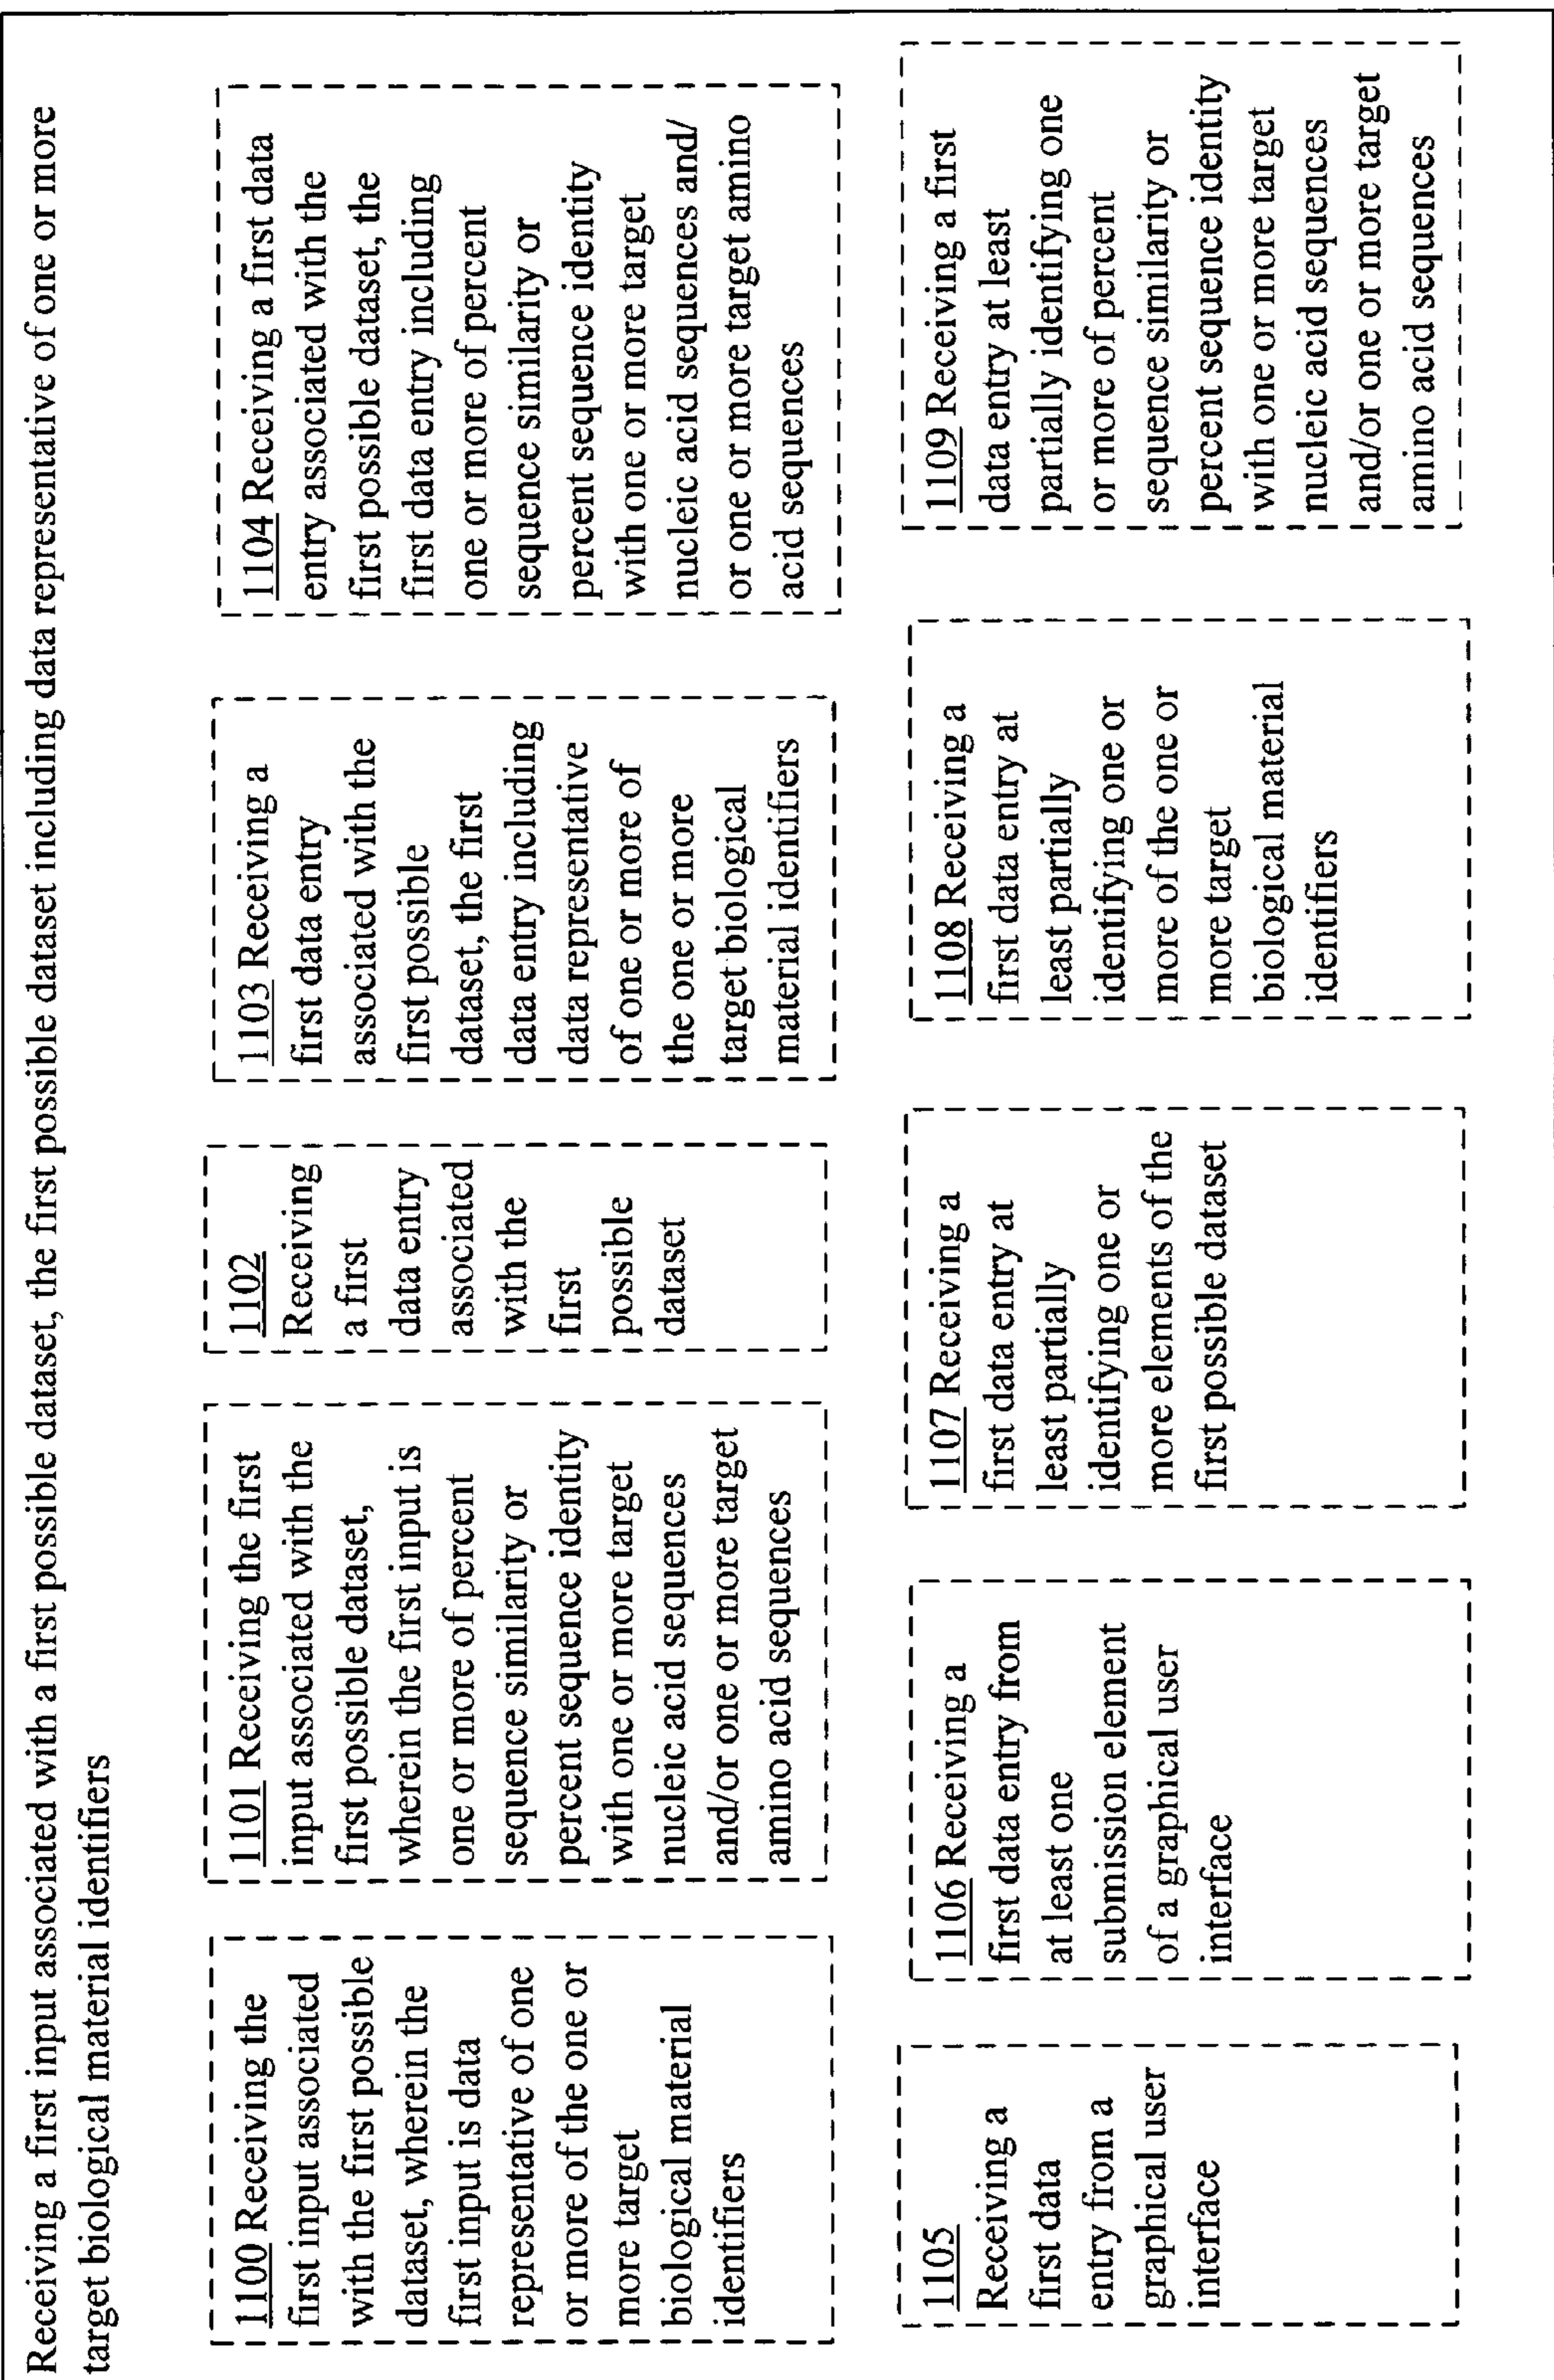 Receiving a first input associated with a first possible dataset, the first possible dataset including data representative of one or more
target biological material identifiers
1100 Receiving the
first input associated
with the first possible
dataset, wherein the
first input is data
representative of one
or more of the one or
more target
biological material
identifiers
1101 Receiving the first
input associated with the
first possible dataset,
wherein the first input is
one or more of percent
sequence similarity or
percent sequence identity
with one or more target
nucleic acid sequences
and/or one or more target
amino acid sequences
1102
Receiving
a first
data entry
associated
with the
first
possible
dataset
1103 Receiving a
first data entry
associated with the
first possible
dataset, the first
data entry including
data representative
of one or more of
the one or more
target biological
material identifiers
1104 Receiving a first data
entry associated with the
first possible dataset, the
first data entry including
one or more of percent
sequence similarity or
percent sequence identity
with one or more target
nucleic acid sequences and/
or one or more target amino
acid sequences
1105
Receiving a
first data
entry from a
graphical user
interface
1106 Receiving a
first data entry from
at least one
submission element
of a graphical user
interface
1107 Receiving a
first data entry at
least partially
identifying one or
more elements of the
first possible dataset
1108 Receiving a
first data entry at
least partially
identifying one or
more of the one or
more target
biological material
identifiers
1109 Receiving a first
data entry at least
partially identifying one
or more of percent
sequence similarity or
percent sequence identity
with one or more target
nucleic acid sequences
and/or one or more target
amino acid sequences